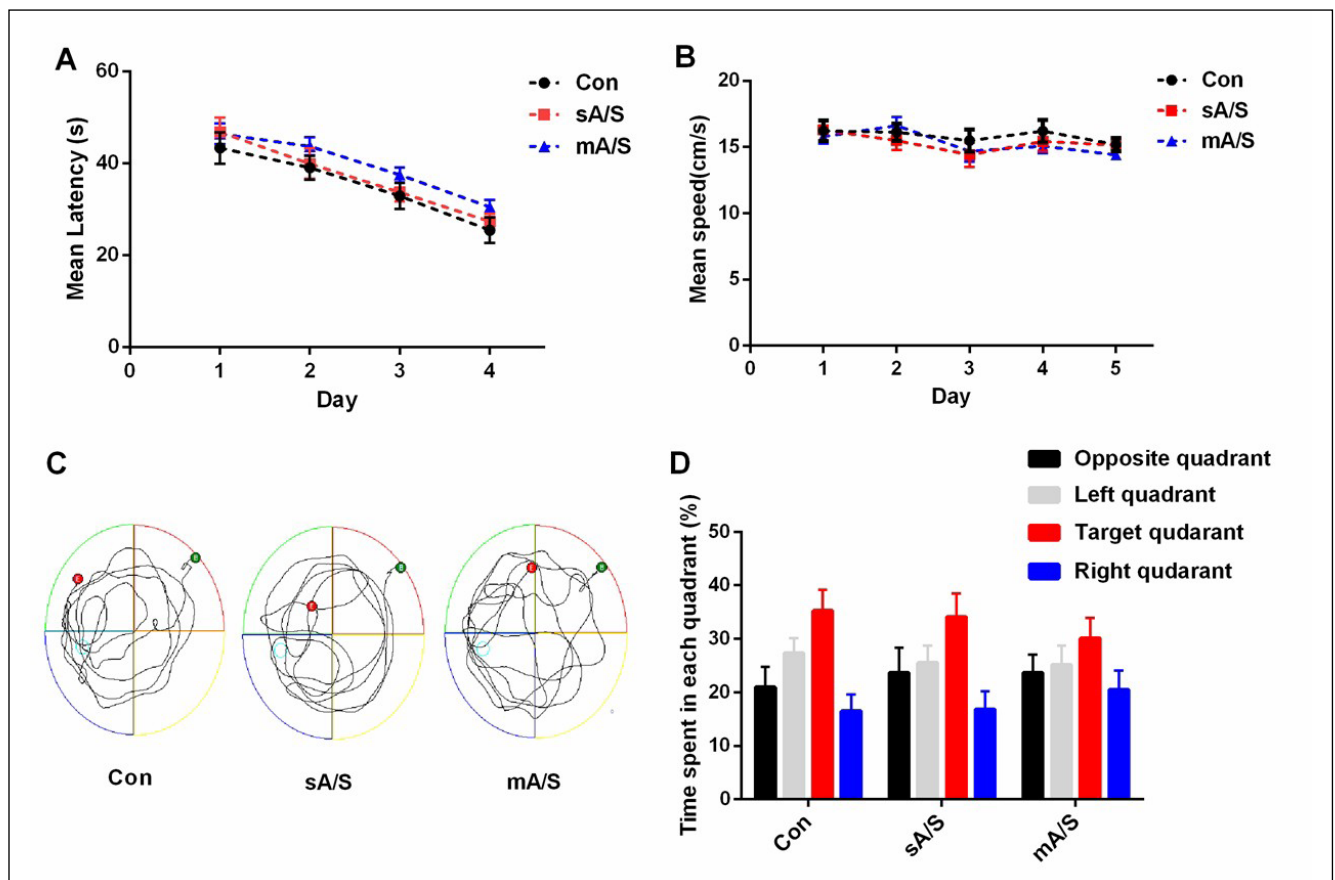 A
60
40
20
0
Mean Latency (s)
0 1 2 3 4
Day
Con
sA/S
mA/S
B
20
15
10
5
0
Mean speed(cm/s)
0 1 2 3 4 5
Day
Con
sA/S
mA/S
C
Con sA/S mA/S
D
Opposite quadrant
Left quadrant
Target qudarant
Right qudarant
50
40
30
20
10
0
Time spent in each quadrant (%)
Con
sA/S
mA/S